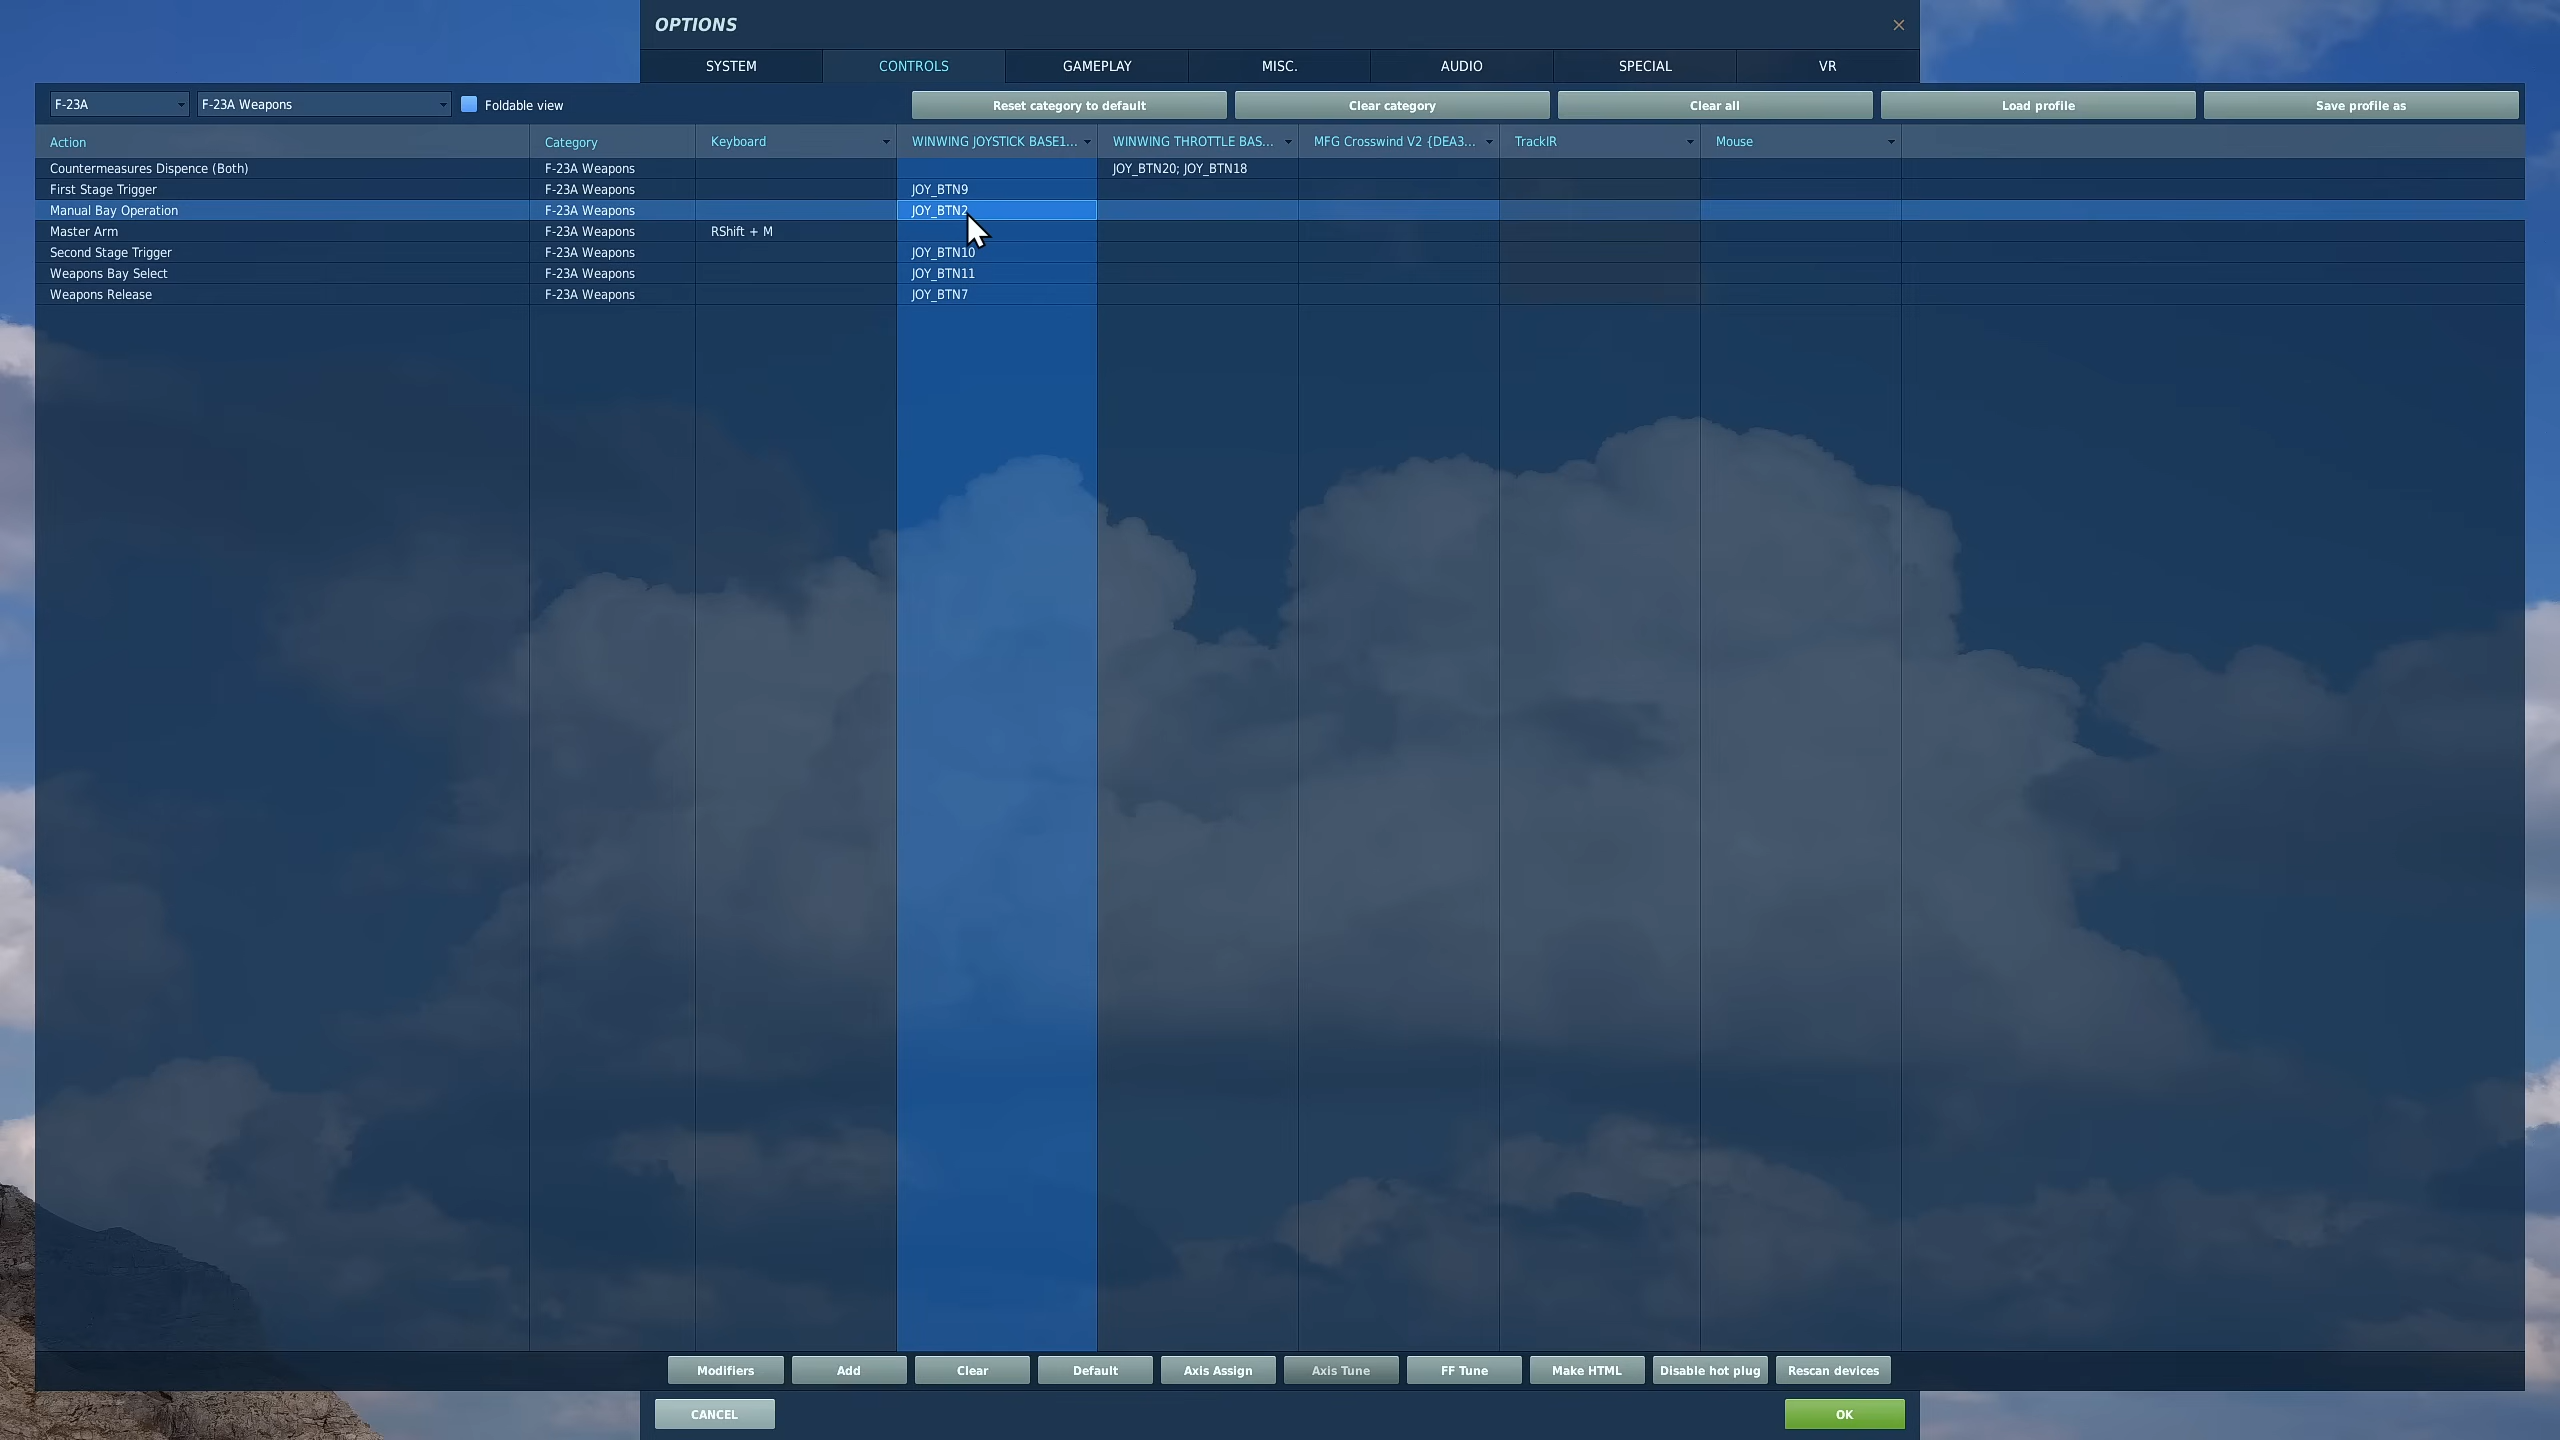 OPTIONS
SYSTEM CONTROLS GAMEPLAY MISC. AUDIO SPECIAL VR
F-23A F-23A Weapons Foldable view Reset category to default Clear category Clear all Load profile Save profile as
Action Category Keyboard WINWING JOYSTICK BASE1... WINWING THROTTLE BAS... MFG Crosswind V2 {DEA3... TrackIR Mouse
Countermeasures Dispence (Both) F-23A Weapons JOY_BTN20; JOY_BTN18
First Stage Trigger F-23A Weapons JOY_BTN9
Manual Bay Operation F-23A Weapons JOY_BTN2
Master Arm F-23A Weapons RShift + M
Second Stage Trigger F-23A Weapons JOY_BTN10
Weapons Bay Select F-23A Weapons JOY_BTN11
Weapons Release F-23A Weapons JOY_BTN7
Modifiers Add Clear Default Axis Assign Axis Tune FF Tune Make HTML Disable hot plug Rescan devices
CANCEL OK